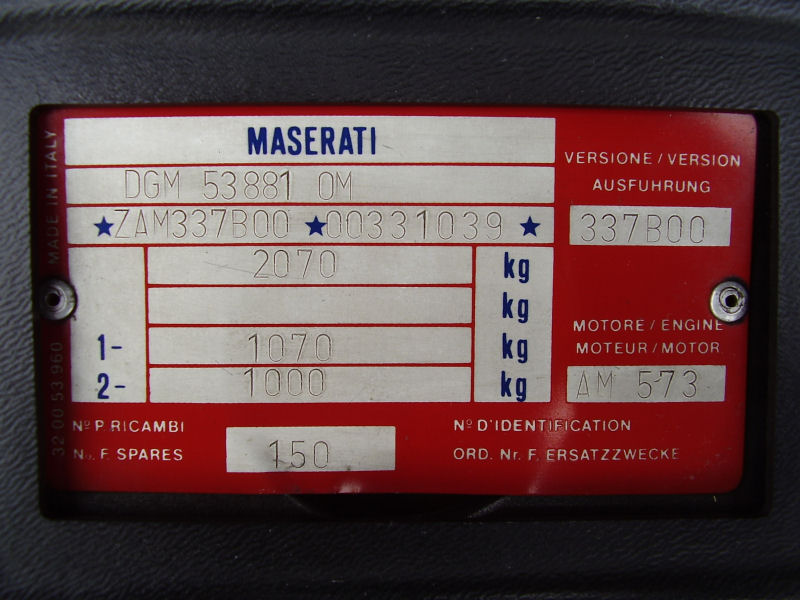 MADE IN ITALY
32 00 53 960
MASERATI
DGM 53881 OM
★ZAM337B00 ★00331039 ★
2070 kg
kg
1- 1070 kg
2- 1000 kg
VERSIONE / VERSION
AUSFUHRUNG
337B00
MOTORE / ENGINE
MOTEUR / MOTOR
AM 573
Nº P. RICAMBI
No. F. SPARES
150
Nº D'IDENTIFICATION
ORD. Nr. F. ERSATZZWECKE